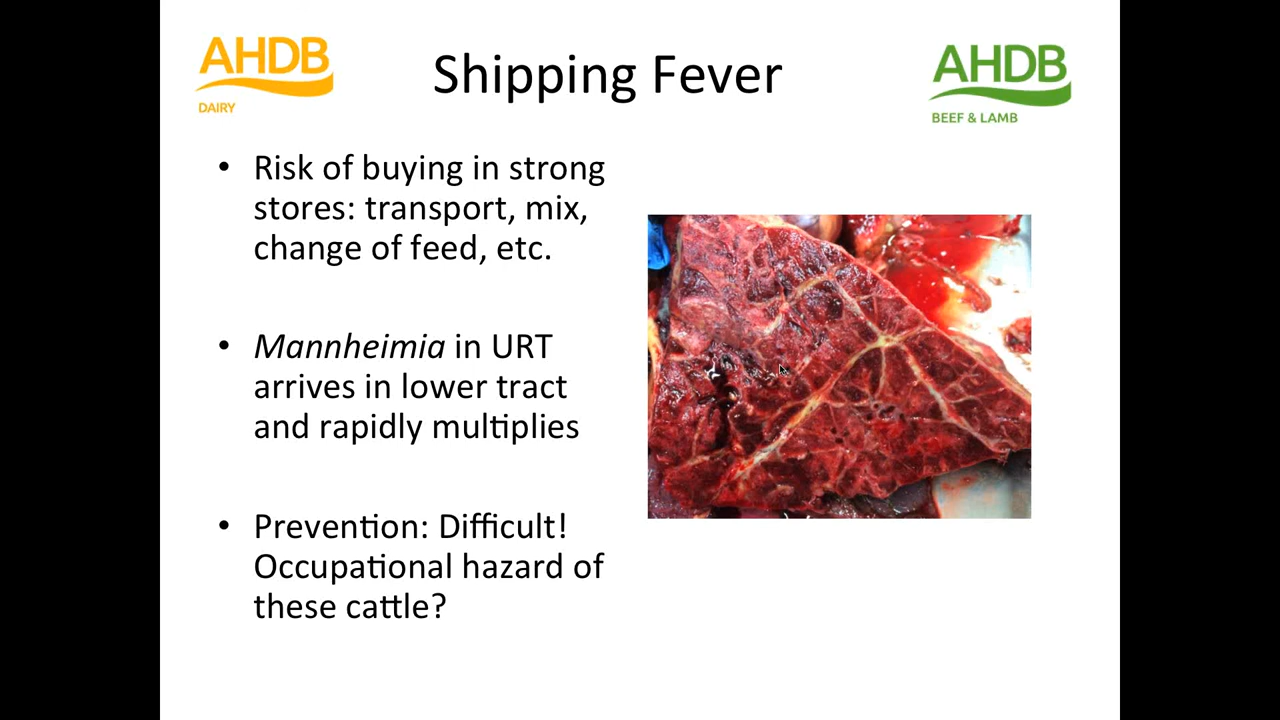 AHDB
DAIRY
Shipping Fever
AHDB
BEEF & LAMB
• Risk of buying in strong
stores: transport, mix,
change of feed, etc.
• Mannheimia in URT
arrives in lower tract
and rapidly multiplies
• Prevention: Difficult!
Occupational hazard of
these cattle?